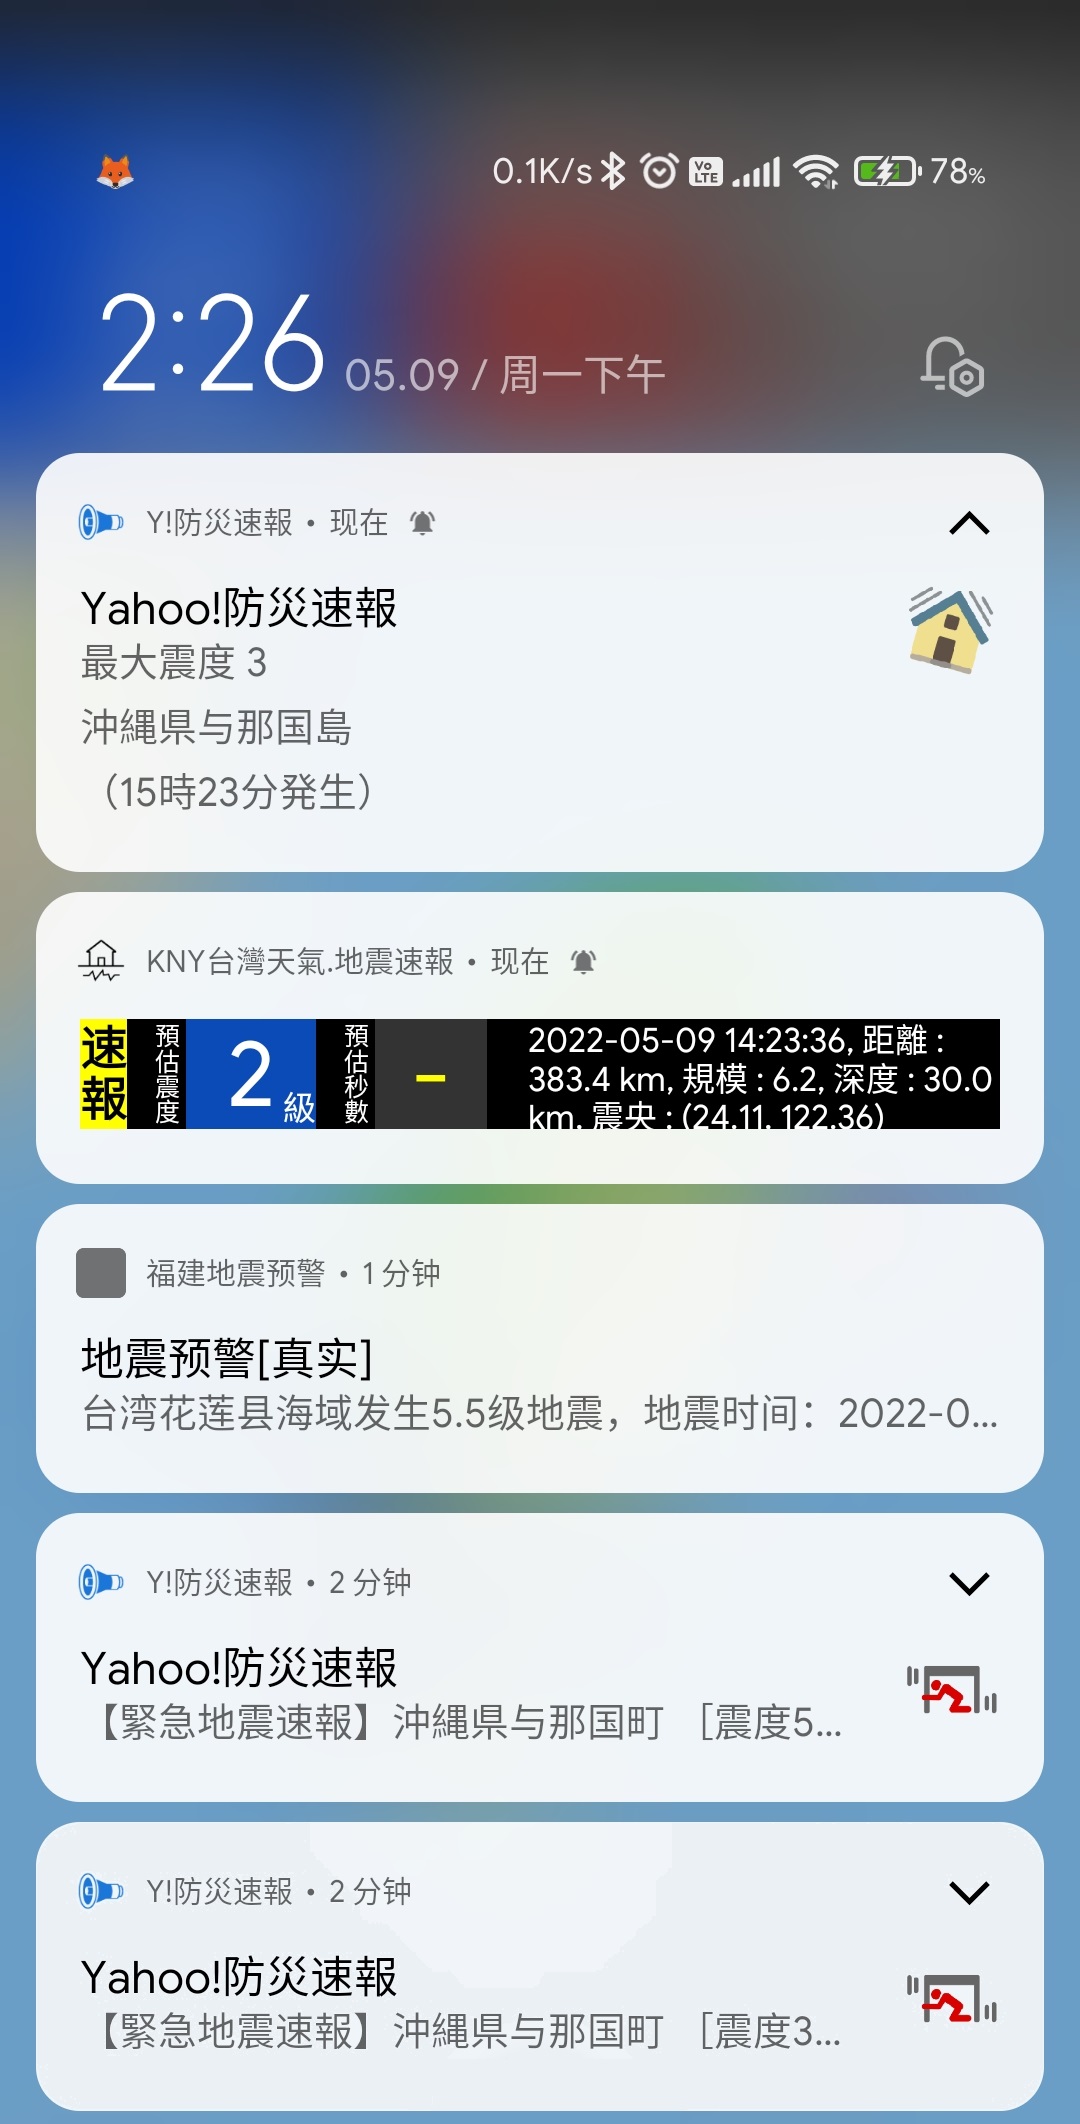 0.1K/s VoLTE 78%
2:26 05.09 / 周一下午
Y!防災速報 • 现在
Yahoo!防災速報
最大震度 3
沖縄県与那国島
（15時23分発生）
KNY台灣天氣.地震速報 • 现在
速報
預估震度
2級
預估秒數
–
2022-05-09 14:23:36, 距離 :
383.4 km, 規模 : 6.2, 深度 : 30.0
km, 震央 : (24.11, 122.36)
福建地震预警 • 1 分钟
地震预警[真实]
台湾花莲县海域发生5.5级地震，地震时间：2022-0...
Y!防災速報 • 2 分钟
Yahoo!防災速報
【緊急地震速報】沖縄県与那国町 ［震度5...
Y!防災速報 • 2 分钟
Yahoo!防災速報
【緊急地震速報】沖縄県与那国町 ［震度3...